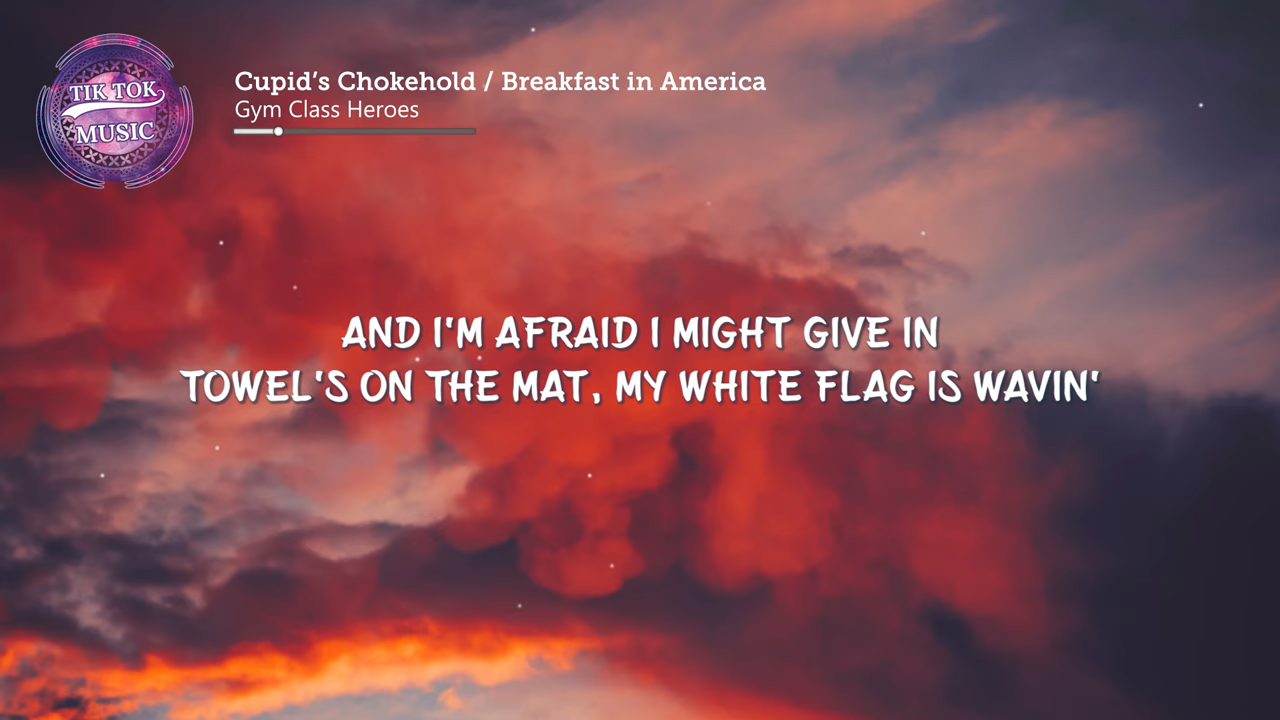 TIK TOK
MUSIC
Cupid’s Chokehold / Breakfast in America
Gym Class Heroes
AND I'M AFRAID I MIGHT GIVE IN
TOWEL'S ON THE MAT, MY WHITE FLAG IS WAVIN'